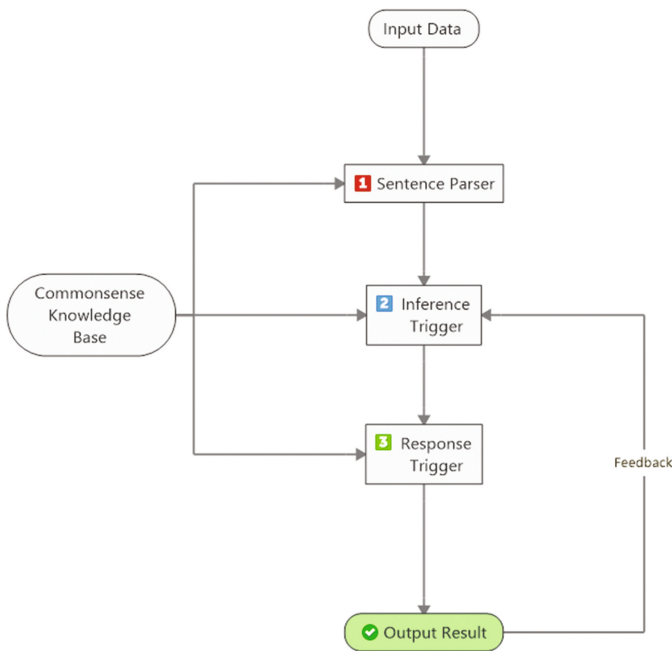 Input Data
1 Sentence Parser
Commonsense
Knowledge
Base
2 Inference
Trigger
3 Response
Trigger
Feedback
Output Result